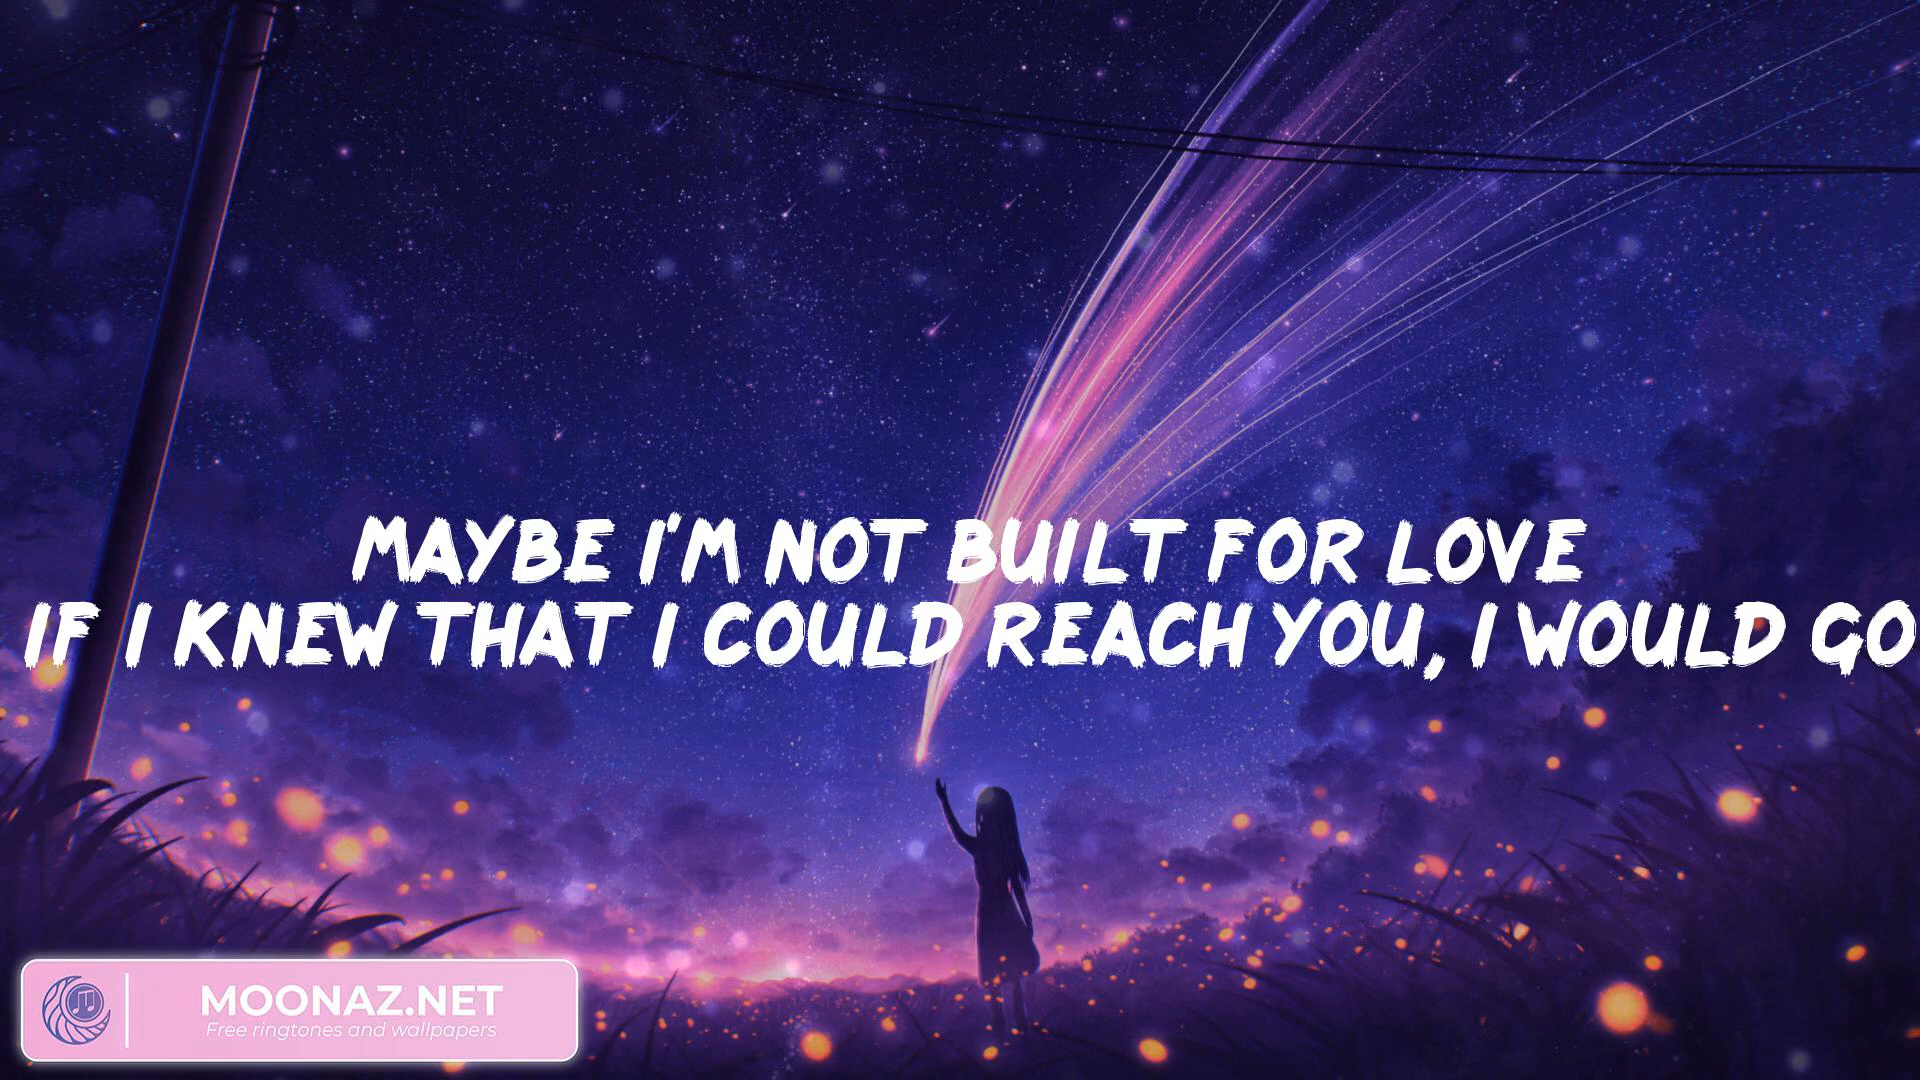 MAYBE I'M NOT BUILT FOR LOVE
IF I KNEW THAT I COULD REACH YOU, I WOULD GO
MOONAZ.NET
Free ringtones and wallpapers